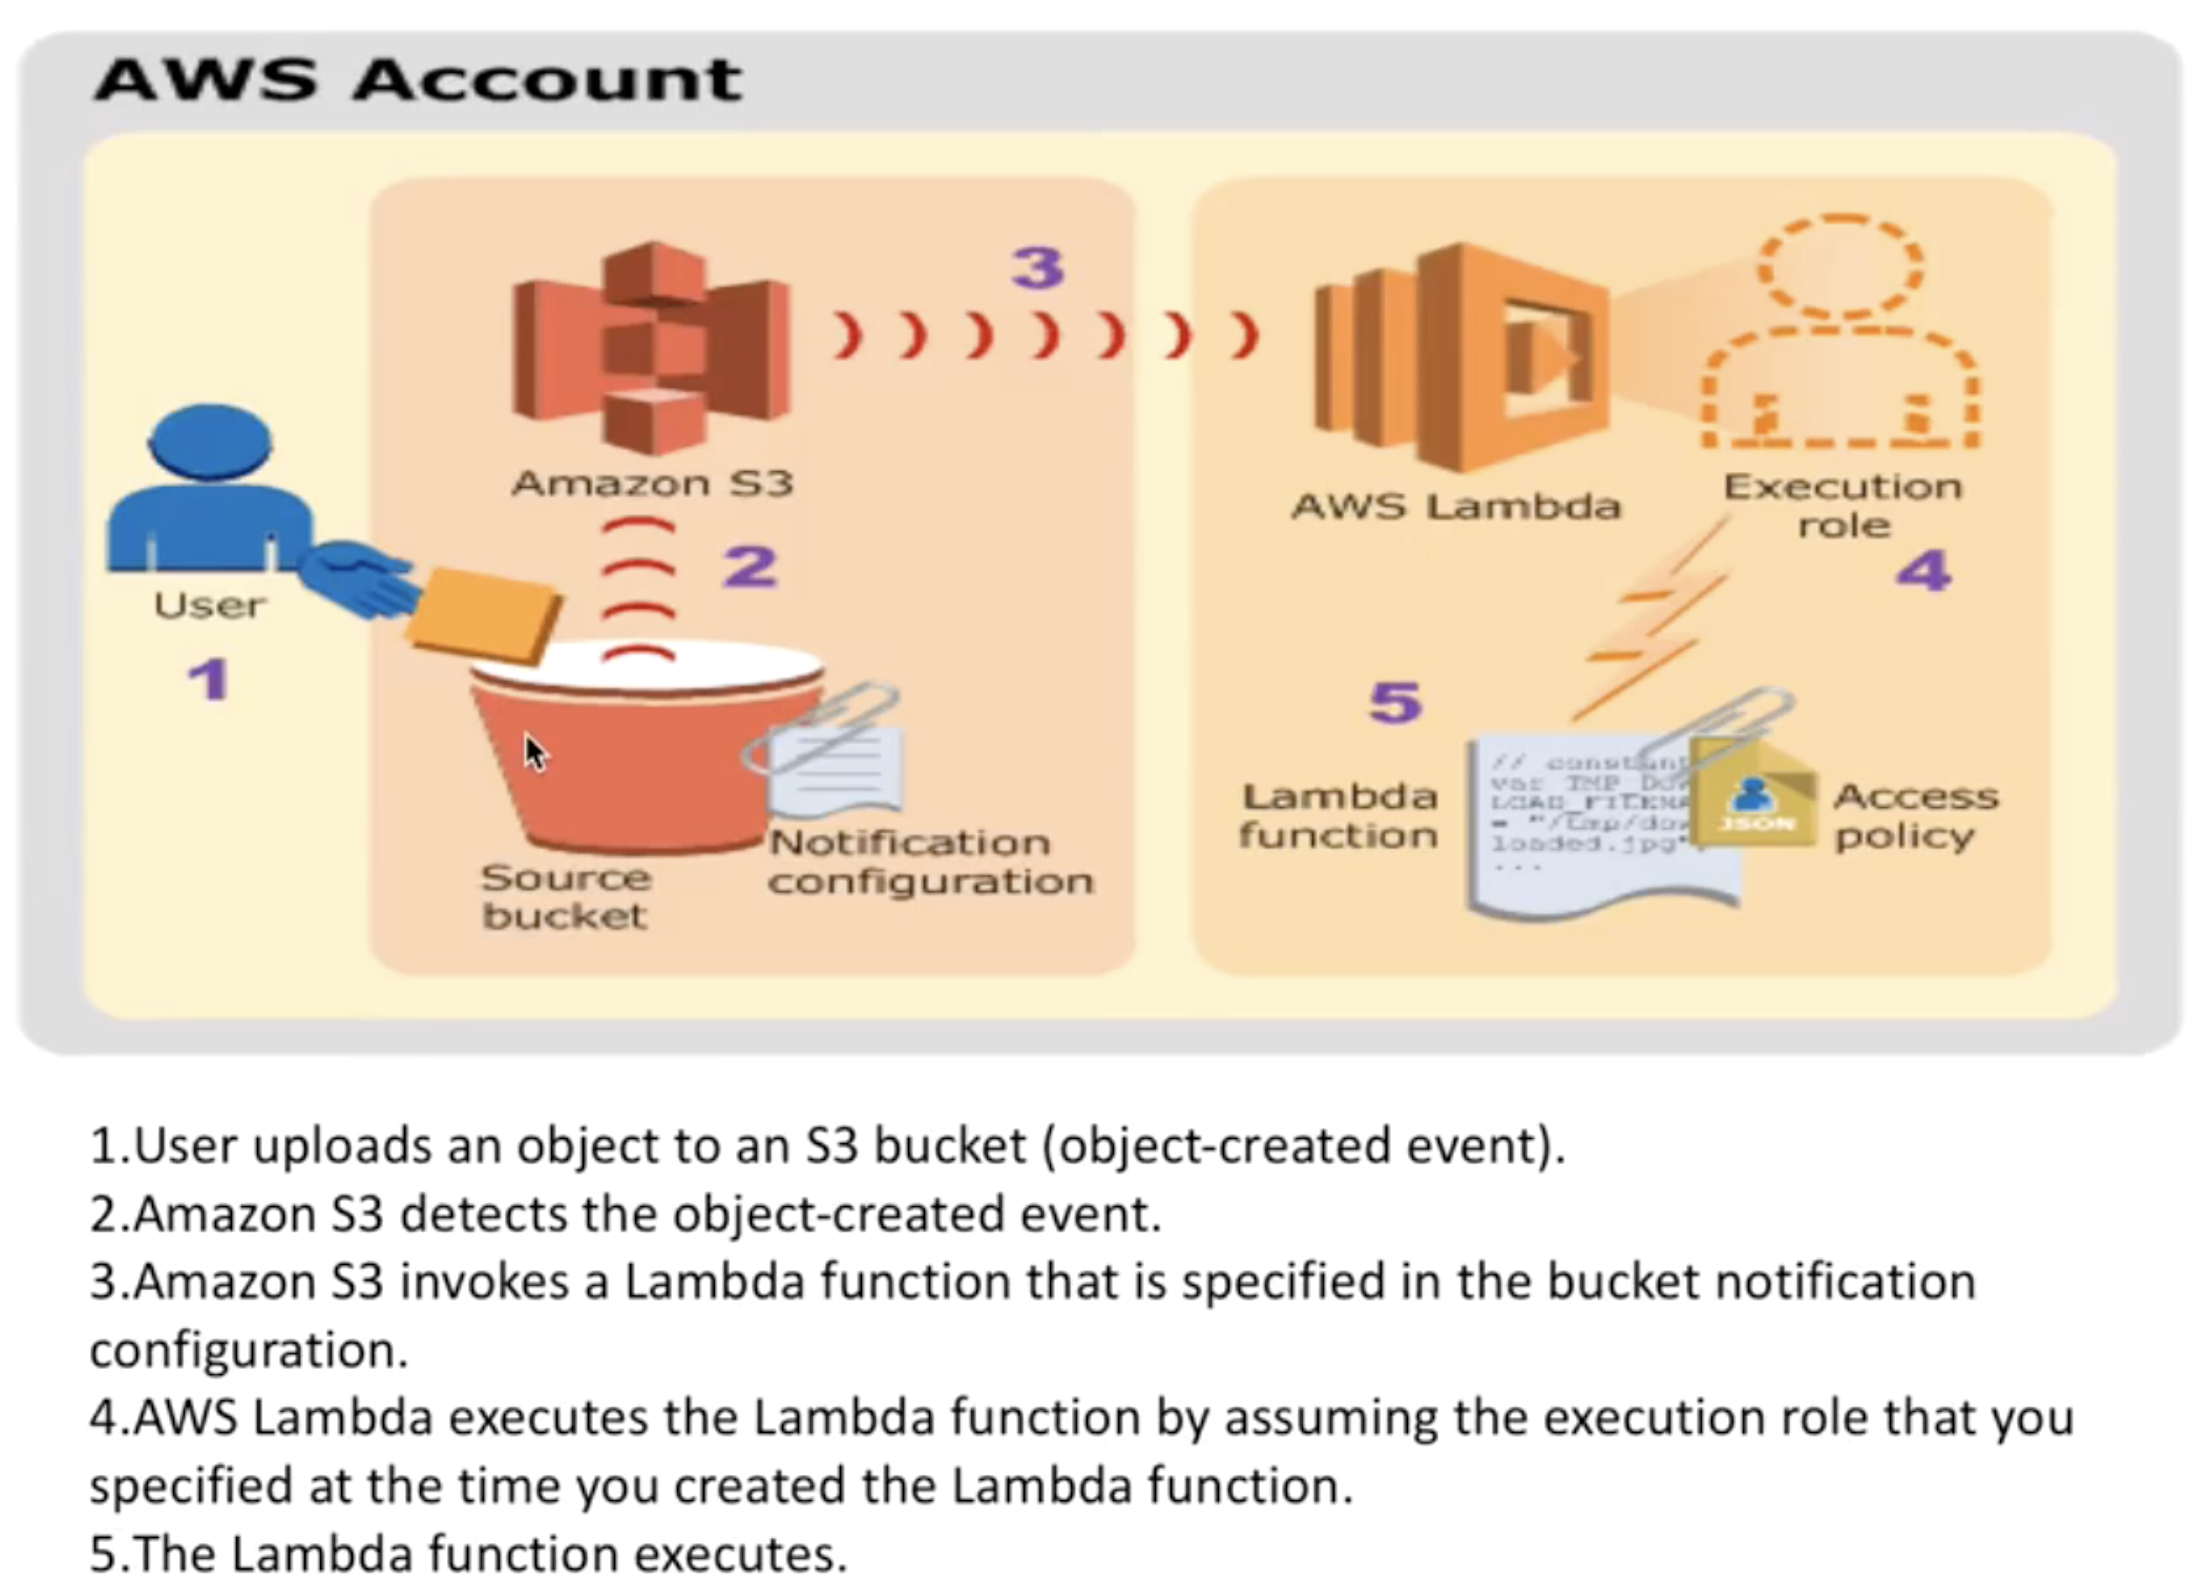 AWS Account
3
Amazon S3
AWS Lambda
Execution
role
2
4
User
1
5
// constant
Lambda
function
= "/tmp/dow
loaded.jpg"
...
JSON
Access
policy
Notification
configuration
Source
bucket
1.User uploads an object to an S3 bucket (object-created event).
2.Amazon S3 detects the object-created event.
3.Amazon S3 invokes a Lambda function that is specified in the bucket notification
configuration.
4.AWS Lambda executes the Lambda function by assuming the execution role that you
specified at the time you created the Lambda function.
5.The Lambda function executes.